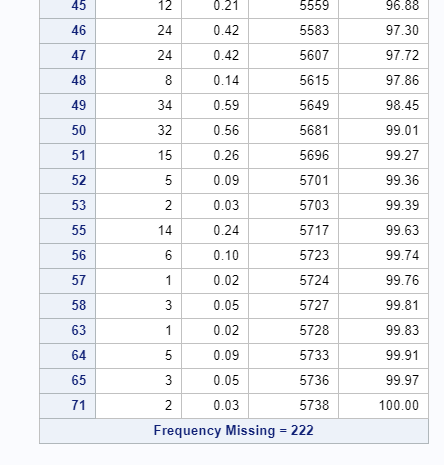 45 12 0.21 5559 96.88
46 24 0.42 5583 97.30
47 24 0.42 5607 97.72
48 8 0.14 5615 97.86
49 34 0.59 5649 98.45
50 32 0.56 5681 99.01
51 15 0.26 5696 99.27
52 5 0.09 5701 99.36
53 2 0.03 5703 99.39
55 14 0.24 5717 99.63
56 6 0.10 5723 99.74
57 1 0.02 5724 99.76
58 3 0.05 5727 99.81
63 1 0.02 5728 99.83
64 5 0.09 5733 99.91
65 3 0.05 5736 99.97
71 2 0.03 5738 100.00
Frequency Missing = 222